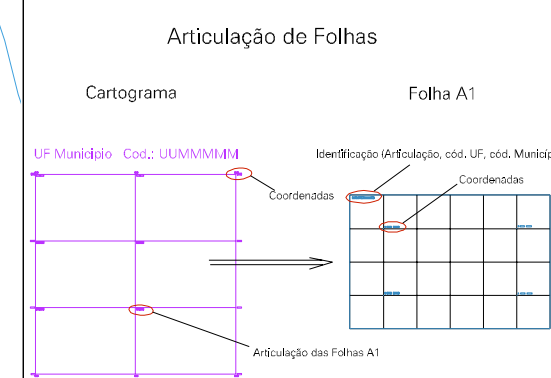 Articulação de Folhas
Cartograma
Folha A1
UF Municipio Cod.: UUMMMMM
Identificação (Articulação, cód. UF, cód. Municíp
Coordenadas
Coordenadas
Articulação das Folhas A1